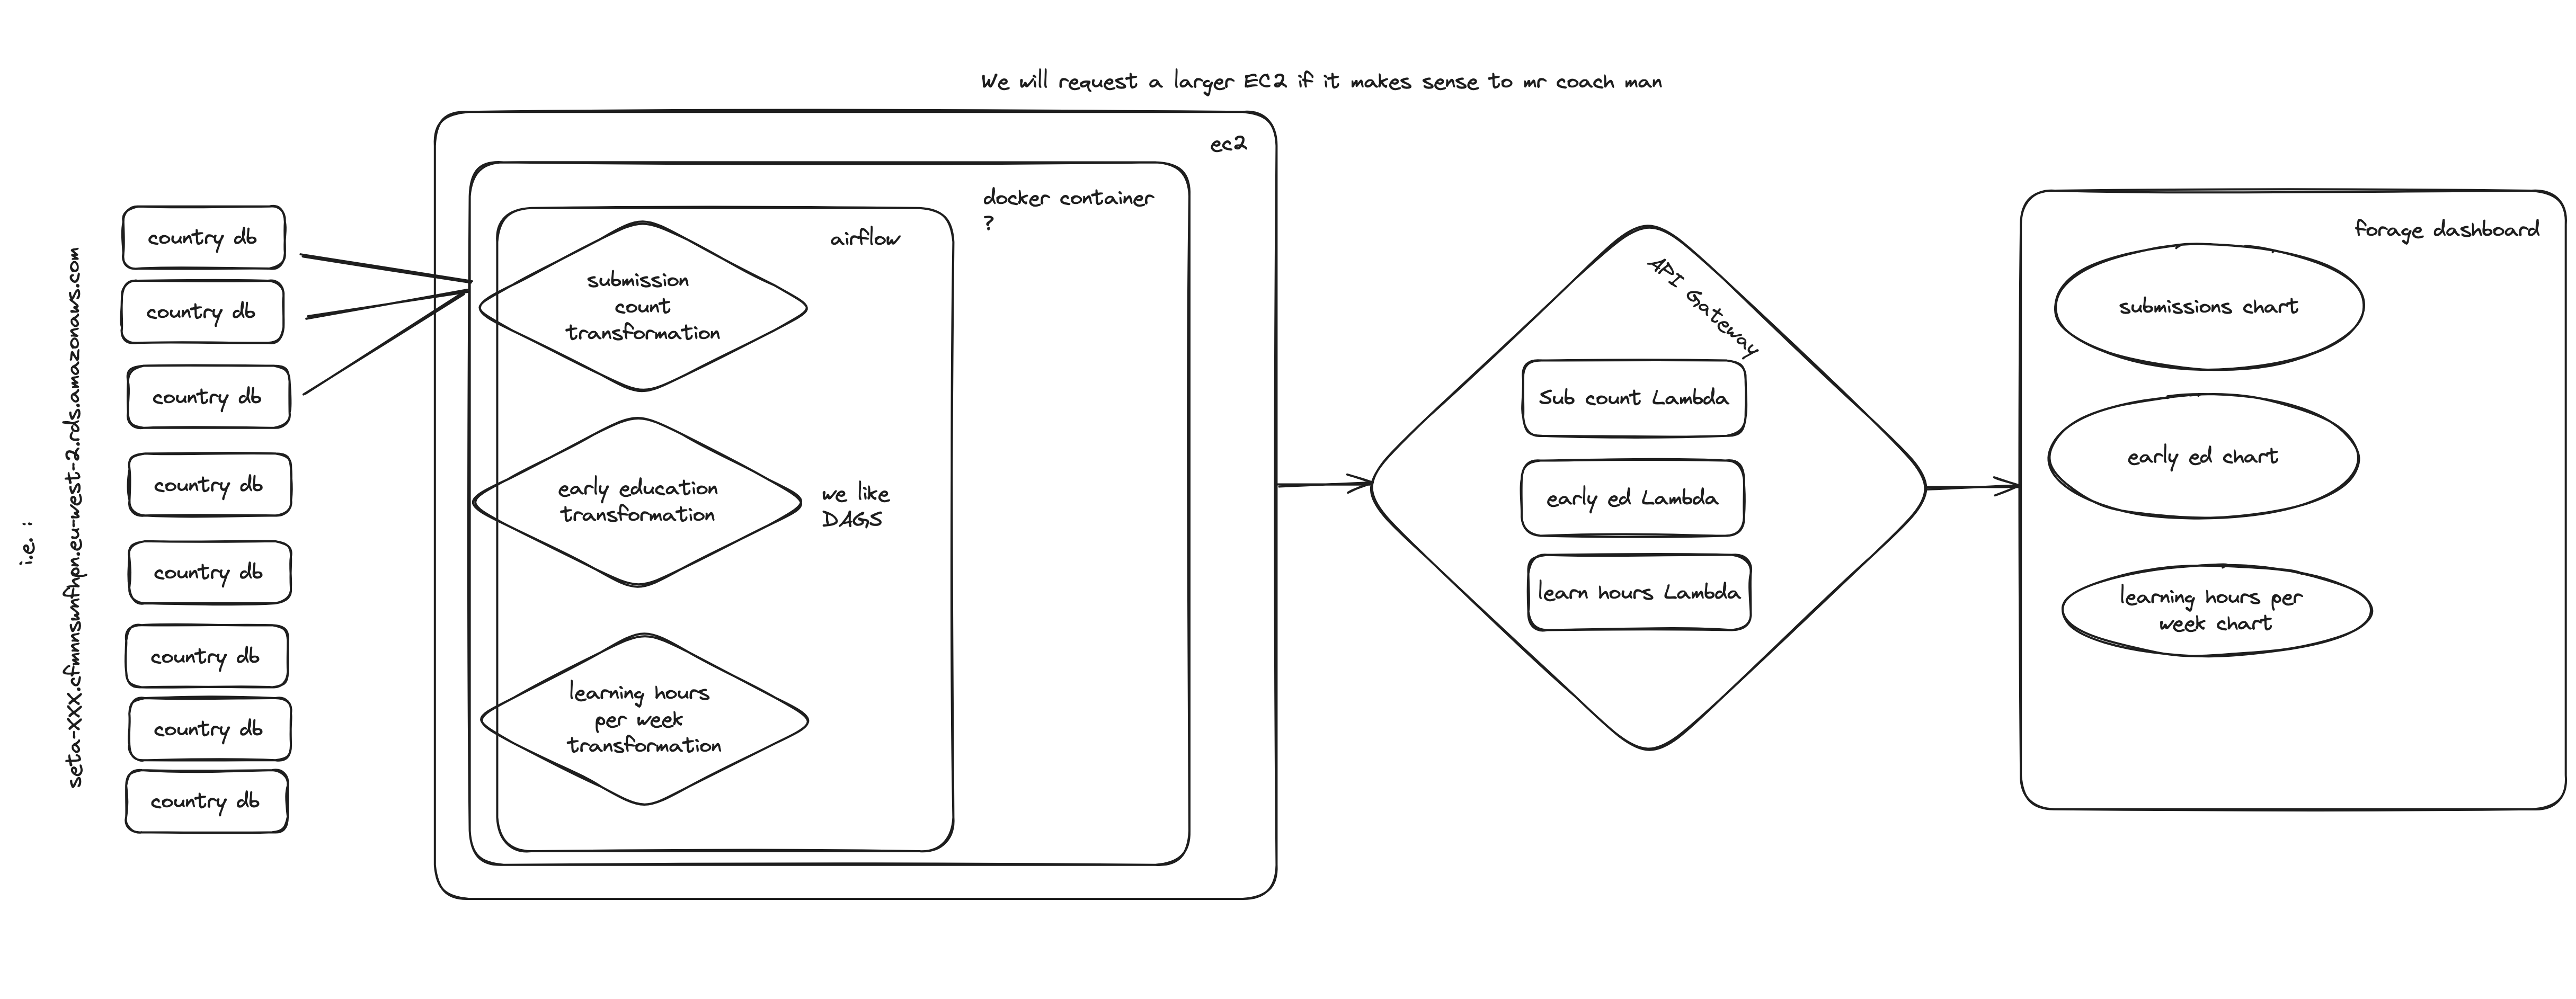 We will request a larger EC2 if it makes sense to mr coach man
i.e. :
seta-XXX.cfmnnswnfhpn.eu-west-2.rds.amazonaws.com
country db
country db
country db
country db
country db
country db
country db
country db
ec2
docker container
?
airflow
submission
count
transformation
early education
transformation
we like
DAGS
learning hours
per week
transformation
API Gateway
Sub count Lambda
early ed Lambda
learn hours Lambda
forage dashboard
submissions chart
early ed chart
learning hours per
week chart